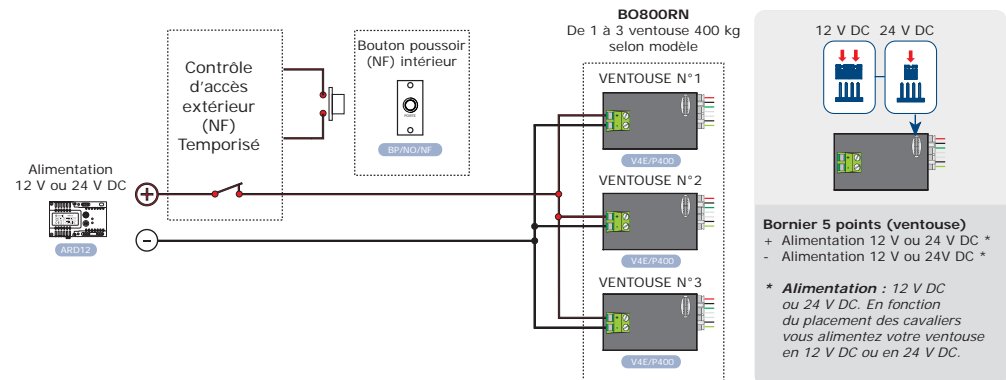 BO800RN
De 1 à 3 ventouse 400 kg
selon modèle
Bouton poussoir
(NF) intérieur
BP/NO/NF
Contrôle
d'accès
extérieur
(NF)
Temporisé
Alimentation
12 V ou 24 V DC
ARD12
+
-
VENTOUSE N°1
V4E/P400
VENTOUSE N°2
V4E/P400
VENTOUSE N°3
V4E/P400
12 V DC 24 V DC
Bornier 5 points (ventouse)
+ Alimentation 12 V ou 24 V DC *
- Alimentation 12 V ou 24V DC *
* Alimentation : 12 V DC
ou 24 V DC. En fonction
du placement des cavaliers
vous alimentez votre ventouse
en 12 V DC ou en 24 V DC.